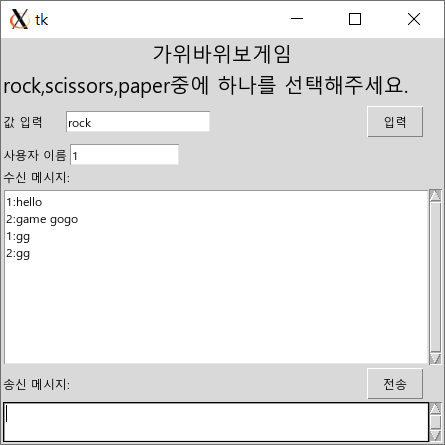 tk
가위바위보게임
rock,scissors,paper중에 하나를 선택해주세요.
값 입력 rock 입력
사용자 이름 1
수신 메시지:
1:hello
2:game gogo
1:gg
2:gg
송신 메시지: 전송